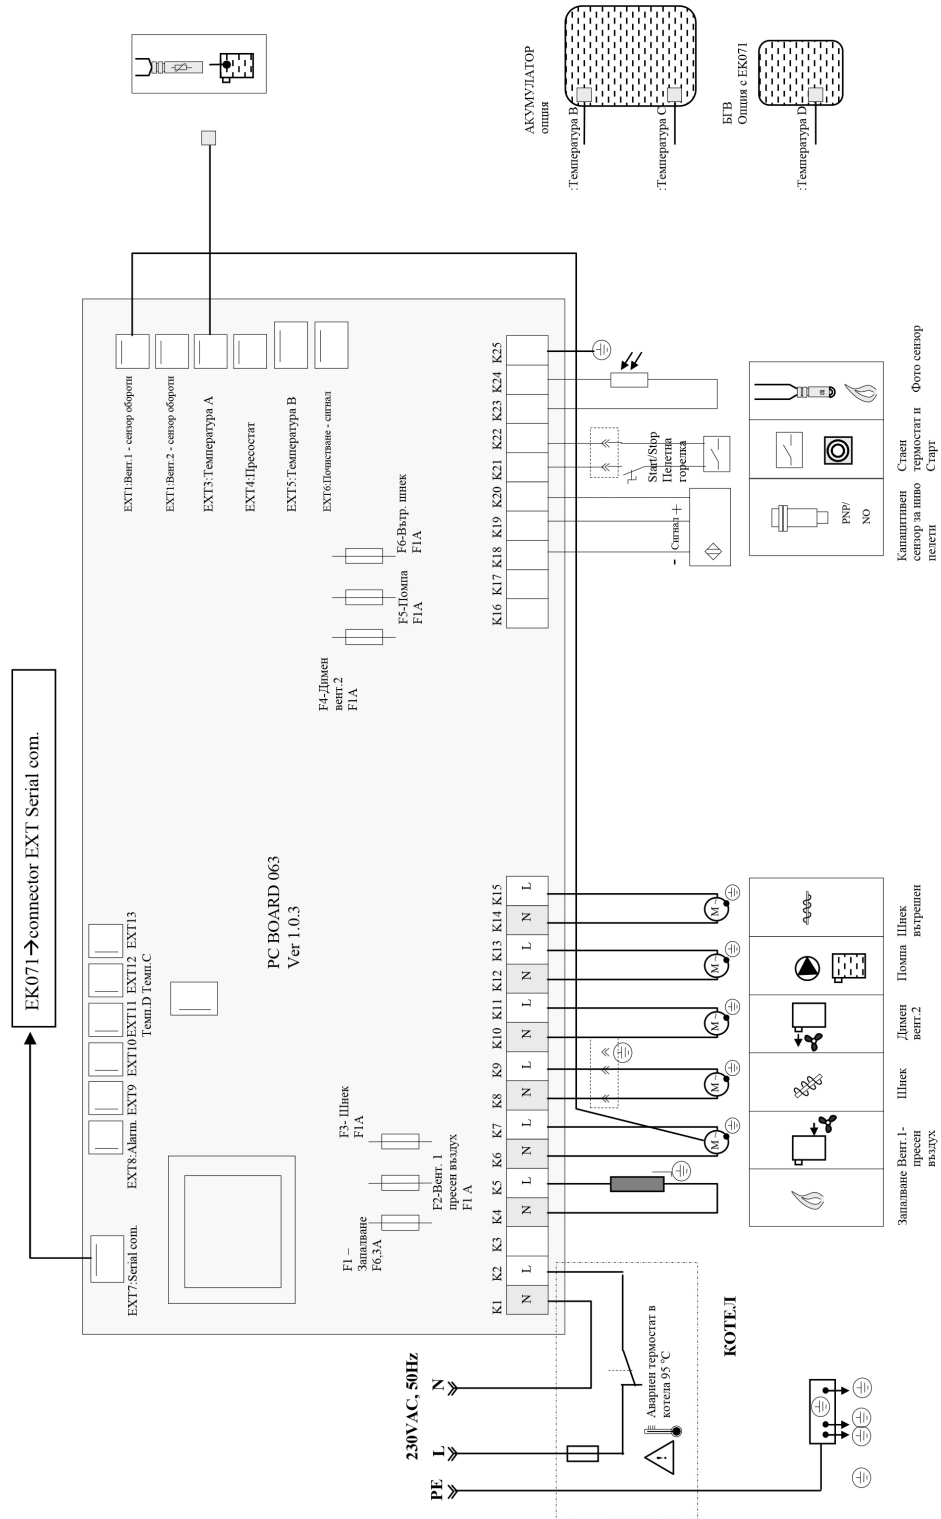 EK071→connector EXT Serial com.
АКУМУЛАТОР
опция
:Температура B
:Температура C
БГВ
Опция с EK071
:Температура D
EXT1:Вент.1 - сензор обороти
EXT1:Вент.2 - сензор обороти
EXT3:Температура A
EXT4:Пресостат
EXT5:Температура B
EXT6:Почистване - сигнал
EXT7:Serial com.
EXT8:Alarm.
EXT9
EXT10
EXT11
Темп.D
EXT12
Темп.C
EXT13
PC BOARD 063
Ver 1.0.3
F1 –
Запалване
F6,3A
F2-Вент. 1
пресен въздух
F1 A
F3- Шнек
F1A
F4-Димен
вент.2
F1A
F5-Помпа
F1A
F6-Вътр. шнек
F1A
K1 K2 K3 K4 K5 K6 K7 K8 K9 K10 K11 K12 K13 K14 K15
N L N L N L N L N L N L N L
K16 K17 K18 K19 K20 K21 K22 K23 K24 K25
- Сигнал +
Start/Stop
Пелетна
горелка
M ~
M ~
M ~
M ~
M ~
230VAC, 50Hz
PE L N
!
Авариен термостат в
котела 95 °C
КОТЕЛ
Запалване
Вент.1-
пресен
въздух
Шнек
Димен
вент.2
Помпа
Шнек
вътрешен
PNP/
NO
Капацитивен
сензор за ниво
пелети
Стаен
термостат и
Старт
Фото сензор